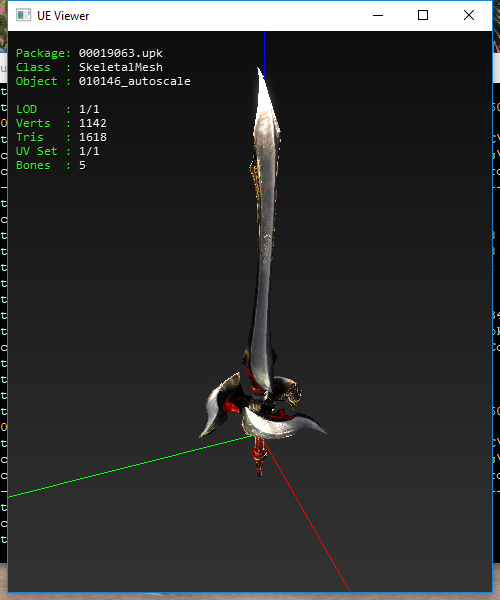 UE Viewer
Package: 00019063.upk
Class : SkeletalMesh
Object : 010146_autoscale
LOD : 1/1
Verts : 1142
Tris : 1618
UV Set : 1/1
Bones : 5